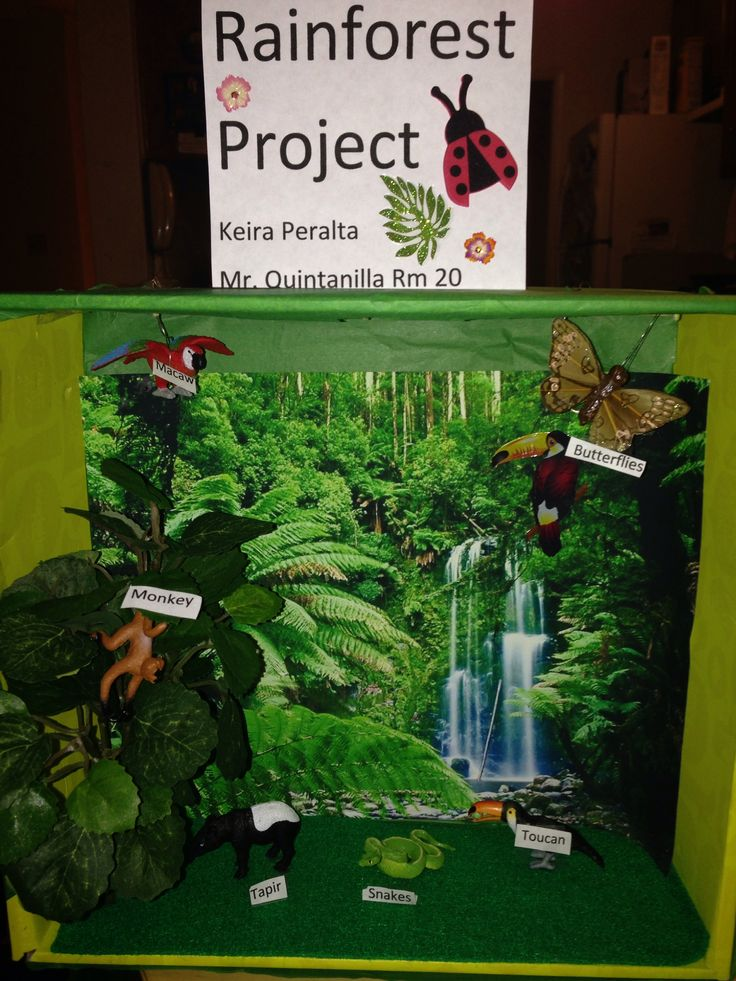 Rainforest
Project
Keira Peralta
Mr. Quintanilla Rm 20
Macaw
Butterflies
Monkey
Toucan
Tapir
Snakes